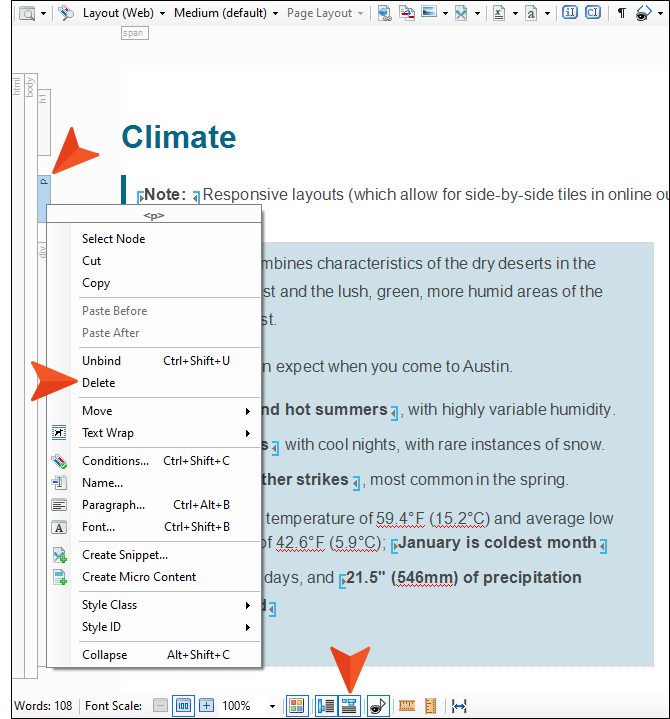 Layout (Web) Medium (default) Page Layout
span
html
body
h1
Climate
p
Note: Responsive layouts (which allow for side-by-side tiles in online ou
<p>
div
Select Node
Cut
Copy
Paste Before
Paste After
Unbind Ctrl+Shift+U
Delete
Move
Text Wrap
Conditions... Ctrl+Shift+C
Name...
Paragraph... Ctrl+Alt+B
Font... Ctrl+Shift+B
Create Snippet...
Create Micro Content
Style Class
Style ID
Collapse Alt+Shift+C
mbines characteristics of the dry deserts in the
st and the lush, green, more humid areas of the
st.
n expect when you come to Austin.
nd hot summers , with highly variable humidity.
s with cool nights, with rare instances of snow.
ther strikes , most common in the spring.
temperature of 59.4°F (15.2°C) and average low
of 42.6°F (5.9°C); January is coldest month
days, and 21.5" (546mm) of precipitation
d
Words: 108 Font Scale: 100 100%